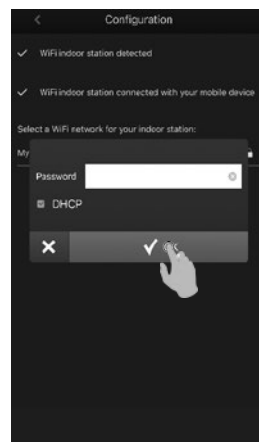 Configuration
WiFi indoor station detected
WiFi indoor station connected with your mobile device
Select a WiFi network for your indoor station:
My
Password
DHCP